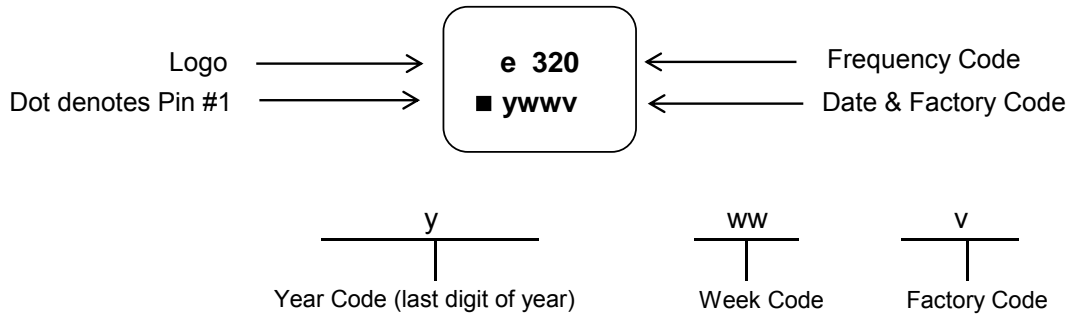 Logo e 320 Frequency Code
Dot denotes Pin #1 ■ ywwv Date & Factory Code
y ww v
Year Code (last digit of year) Week Code Factory Code